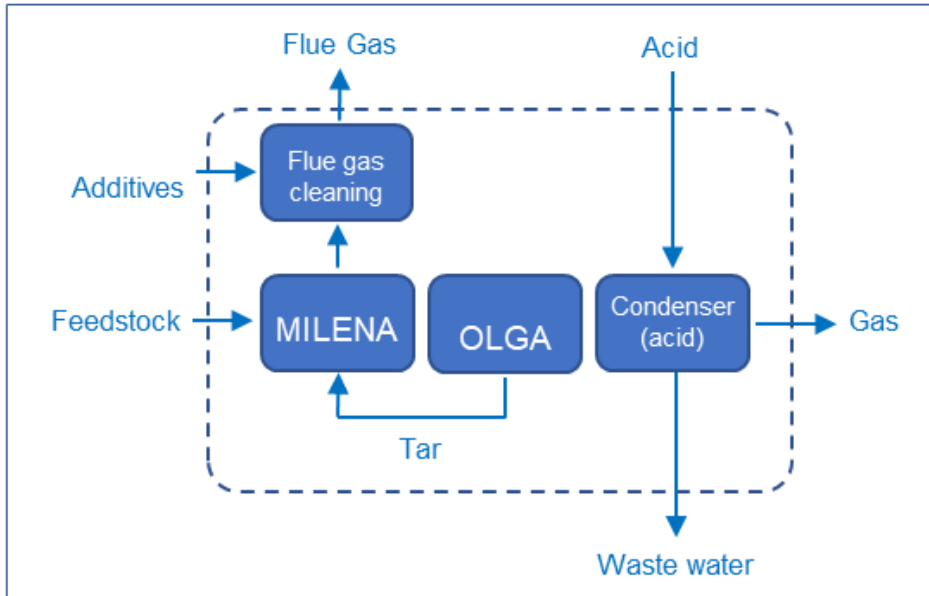 Flue Gas
Acid
Flue gas
cleaning
Additives
Feedstock
MILENA
OLGA
Condenser
(acid)
Gas
Tar
Waste water